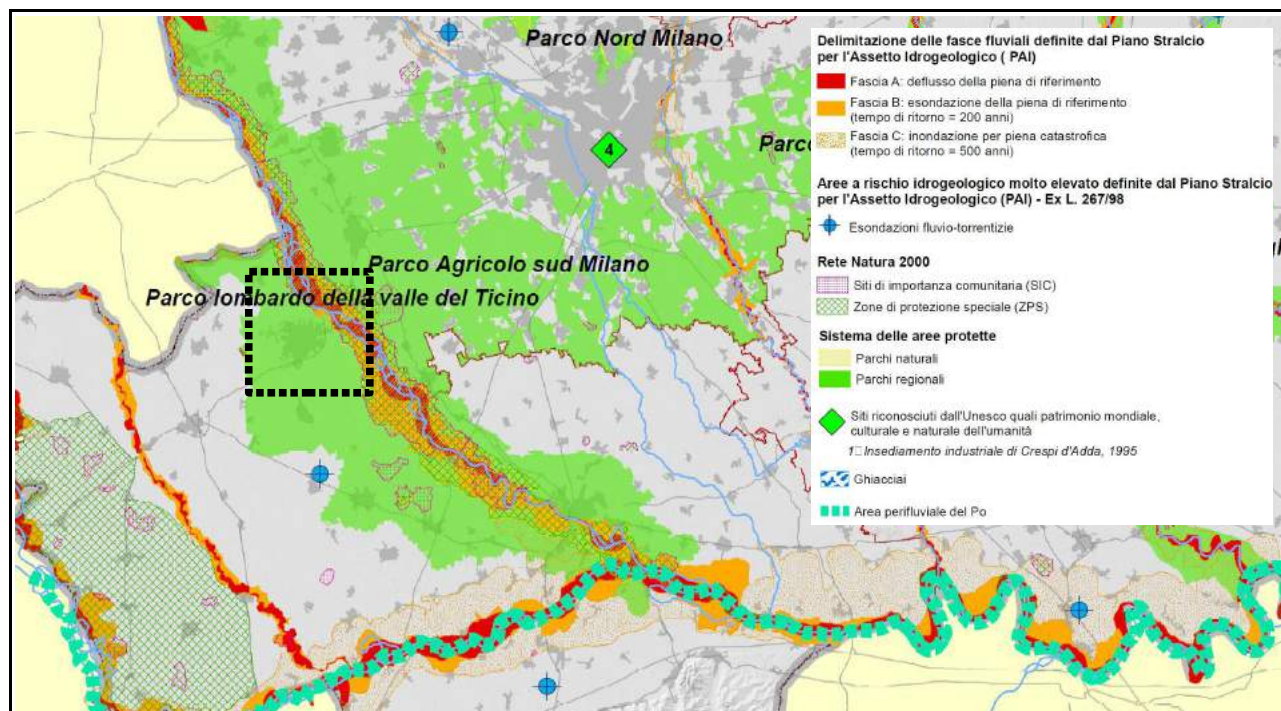 Parco Nord Milano
4
Parco Agricolo sud Milano
Parco lombardo della valle del Ticino
Delimitazione delle fasce fluviali definite dal Piano Stralcio
per l'Assetto Idrogeologico ( PAI)
Fascia A: deflusso della piena di riferimento
Fascia B: esondazione della piena di riferimento
(tempo di ritorno = 200 anni)
Fascia C: inondazione per piena catastrofica
(tempo di ritorno = 500 anni)
Aree a rischio idrogeologico molto elevato definite dal Piano Stralcio
per l'Assetto Idrogeologico (PAI) - Ex L. 267/98
Esondazioni fluvio-torrentizie
Rete Natura 2000
Siti di importanza comunitaria (SIC)
Zone di protezione speciale (ZPS)
Sistema delle aree protette
Parchi naturali
Parchi regionali
Siti riconosciuti dall'Unesco quali patrimonio mondiale,
culturale e naturale dell'umanità
1□Insediamento industriale di Crespi d'Adda, 1995
Ghiacciai
Area perifluviale del Po